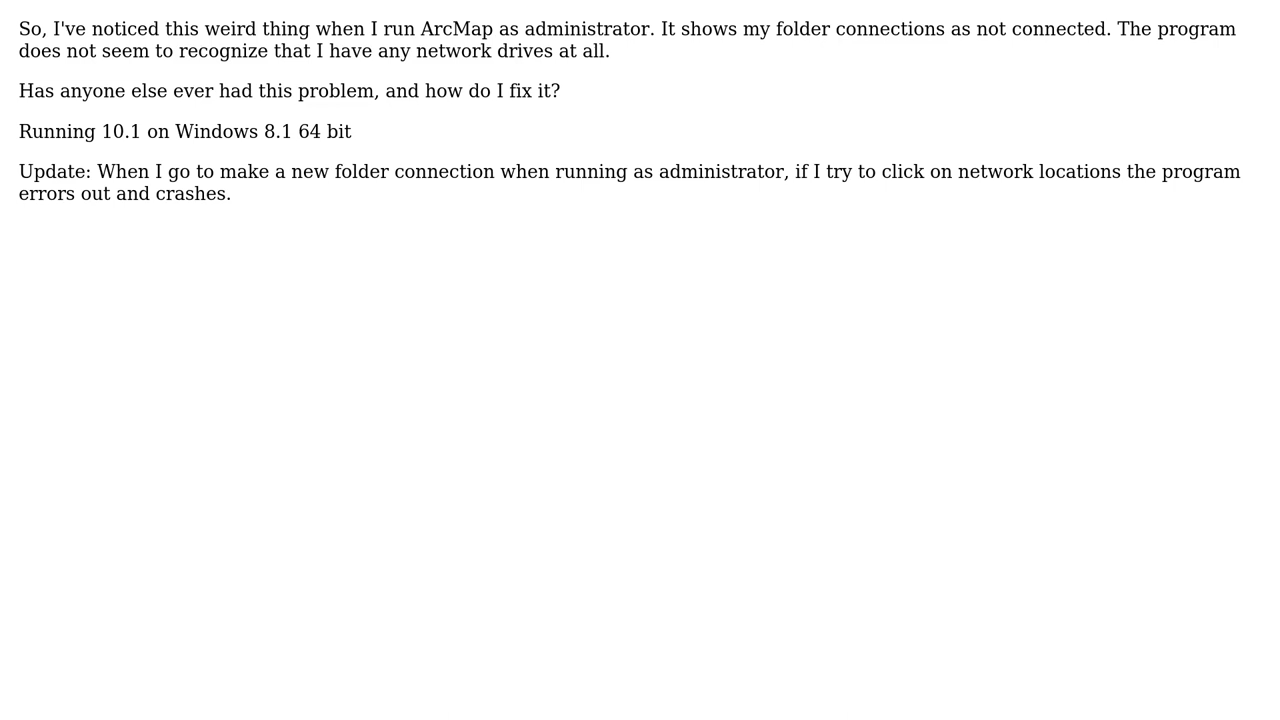 So, I've noticed this weird thing when I run ArcMap as administrator. It shows my folder connections as not connected. The program
does not seem to recognize that I have any network drives at all.
Has anyone else ever had this problem, and how do I fix it?
Running 10.1 on Windows 8.1 64 bit
Update: When I go to make a new folder connection when running as administrator, if I try to click on network locations the program
errors out and crashes.